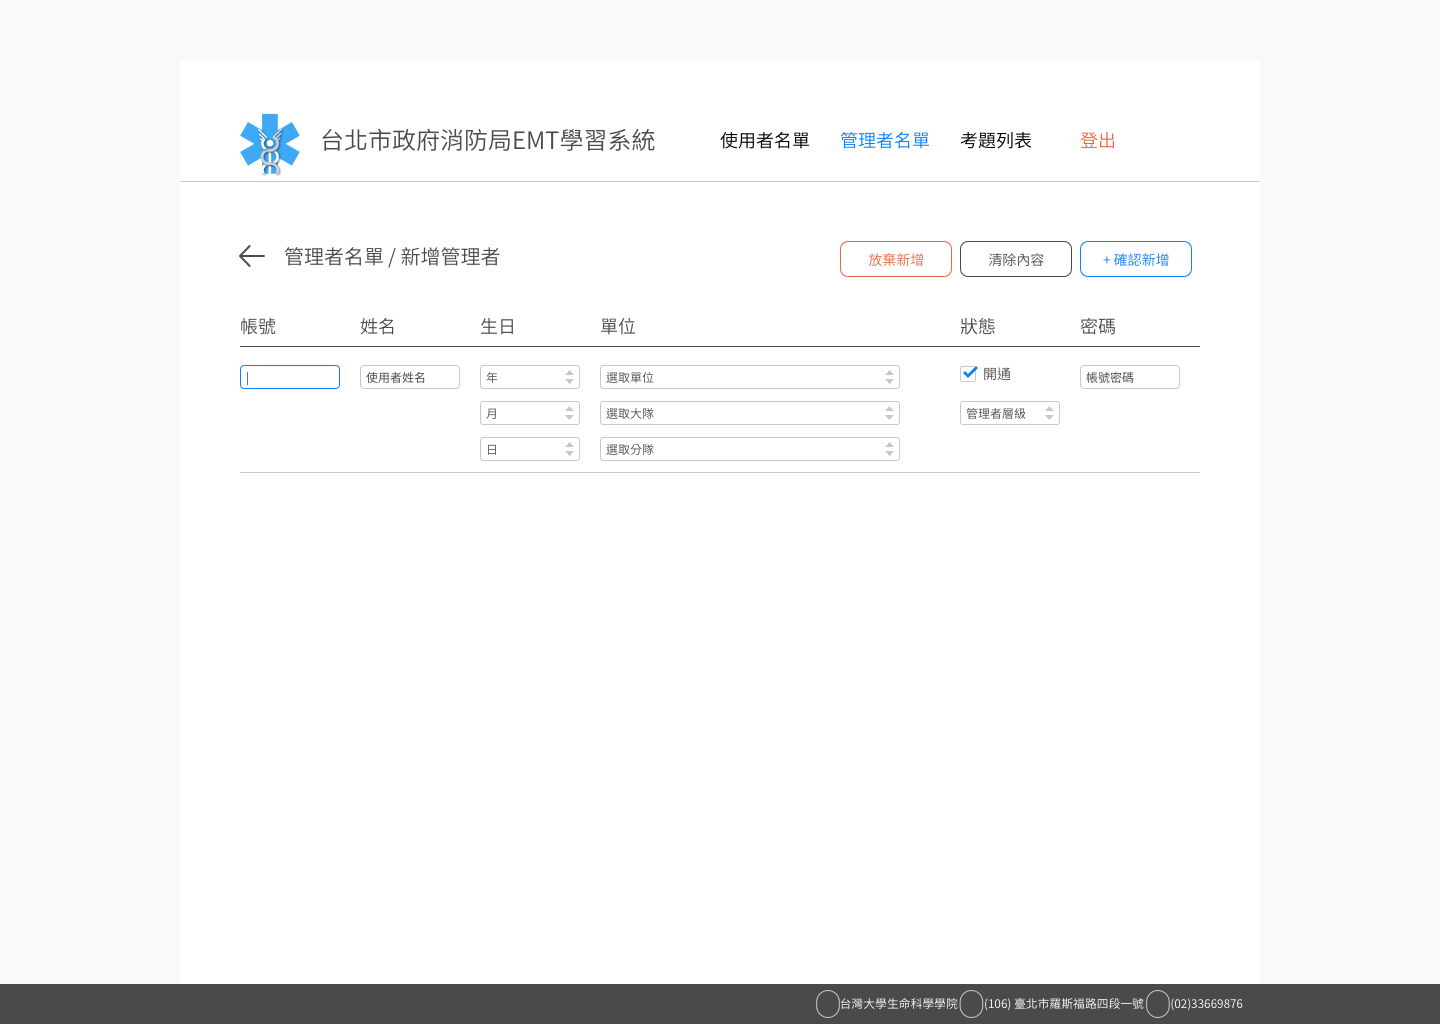 台北市政府消防局EMT學習系統 使用者名單 管理者名單 考題列表 登出
管理者名單 / 新增管理者 放棄新增 清除內容 + 確認新增
帳號 姓名 生日 單位 狀態 密碼
使用者姓名 年 選取單位 開通 帳號密碼
月 選取大隊 管理者層級
日 選取分隊
台灣大學生命科學學院 (106) 臺北市羅斯福路四段一號 (02)33669876